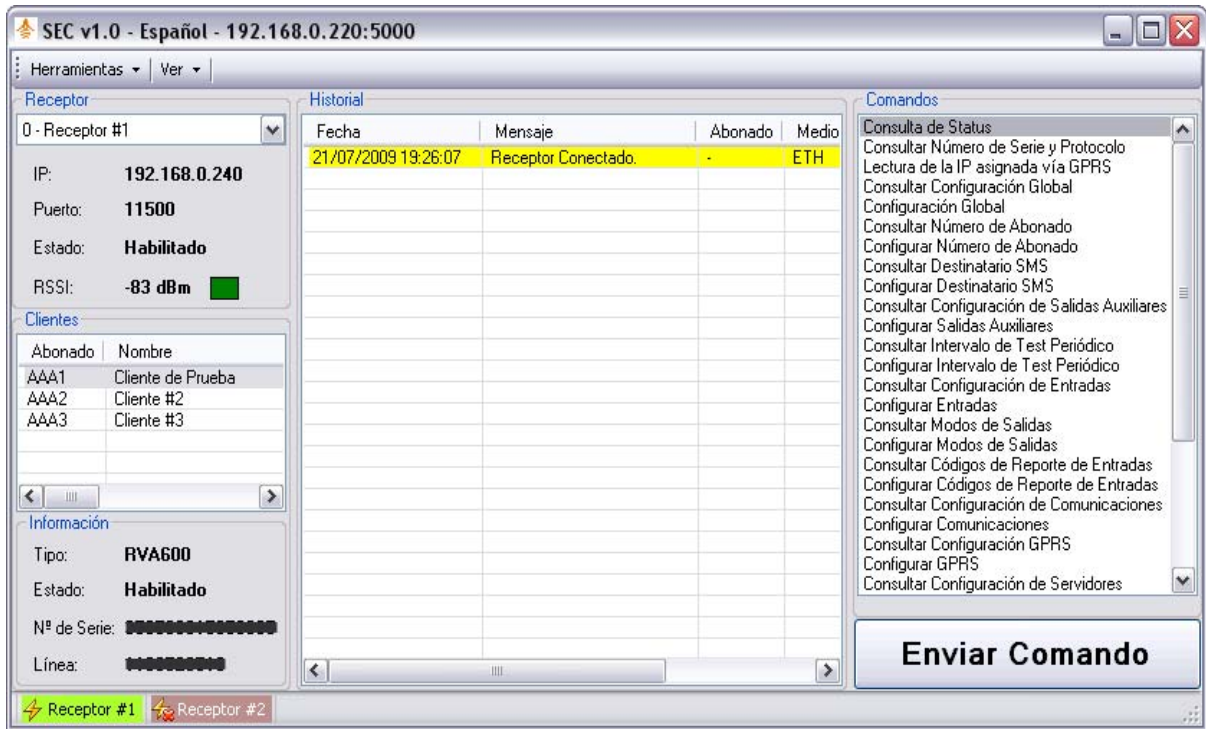 SEC v1.0 - Español - 192.168.0.220:5000
Herramientas Ver
Receptor
0 - Receptor #1
IP: 192.168.0.240
Puerto: 11500
Estado: Habilitado
RSSI: -83 dBm
Clientes
Abonado Nombre
AAA1 Cliente de Prueba
AAA2 Cliente #2
AAA3 Cliente #3
Información
Tipo: RVA600
Estado: Habilitado
Nº de Serie:
Línea:
Historial
Fecha Mensaje Abonado Medio
21/07/2009 19:26:07 Receptor Conectado. - ETH
Comandos
Consulta de Status
Consultar Número de Serie y Protocolo
Lectura de la IP asignada vía GPRS
Consultar Configuración Global
Configuración Global
Consultar Número de Abonado
Configurar Número de Abonado
Consultar Destinatario SMS
Configurar Destinatario SMS
Consultar Configuración de Salidas Auxiliares
Configurar Salidas Auxiliares
Consultar Intervalo de Test Periódico
Configurar Intervalo de Test Periódico
Consultar Configuración de Entradas
Configurar Entradas
Consultar Modos de Salidas
Configurar Modos de Salidas
Consultar Códigos de Reporte de Entradas
Configurar Códigos de Reporte de Entradas
Consultar Configuración de Comunicaciones
Configurar Comunicaciones
Consultar Configuración GPRS
Configurar GPRS
Consultar Configuración de Servidores
Enviar Comando
Receptor #1 Receptor #2